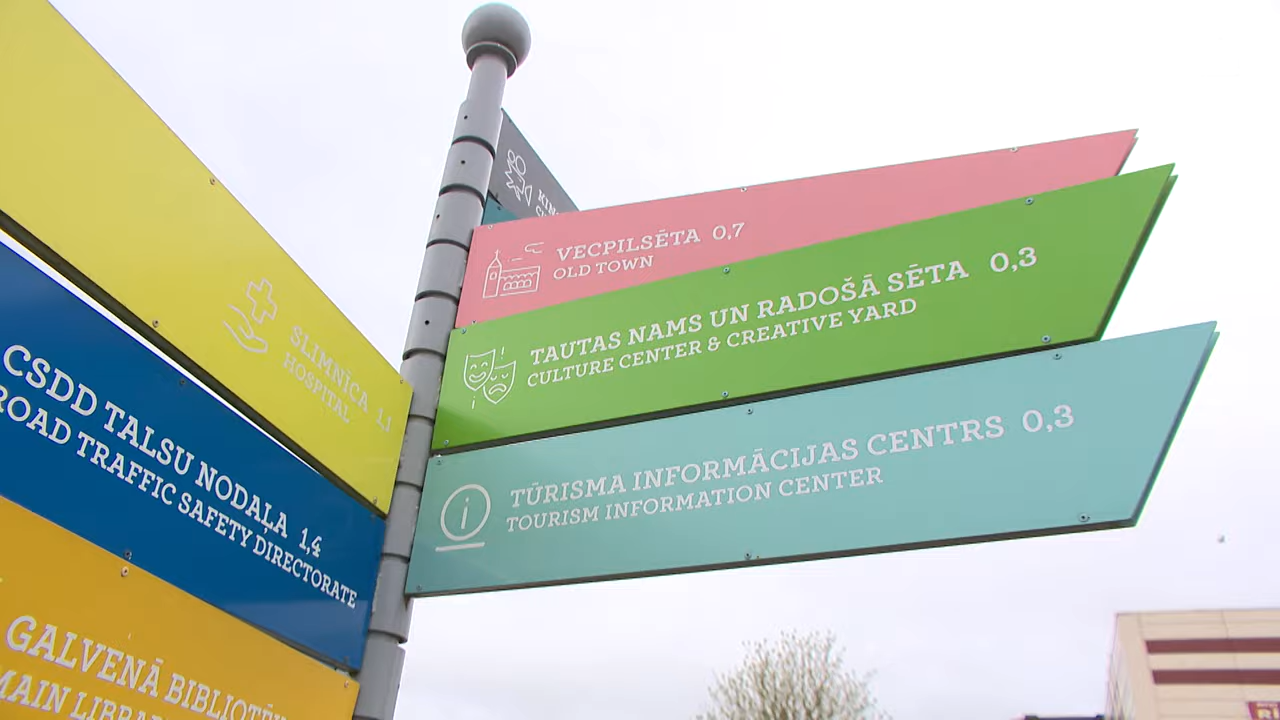 VECPILSĒTA 0,7
OLD TOWN
TAUTAS NAMS UN RADOŠĀ SĒTA 0,3
CULTURE CENTER & CREATIVE YARD
TŪRISMA INFORMĀCIJAS CENTRS 0,3
TOURISM INFORMATION CENTER
SLIMNĪCA 1,1
HOSPITAL
CSDD TALSU NODAĻA 1,4
ROAD TRAFFIC SAFETY DIRECTORATE
GALVENĀ
MAIN